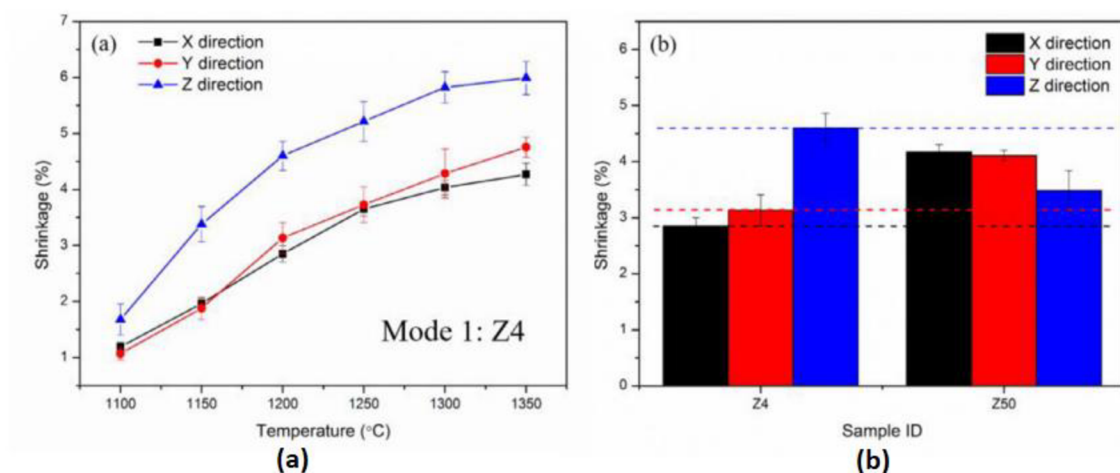 (a)
X direction
Y direction
Z direction
Shrinkage (%)
7
6
5
4
3
2
1
Mode 1: Z4
1100 1150 1200 1250 1300 1350
Temperature (°C)
(a)
(b)
X direction
Y direction
Z direction
Shrinkage (%)
6
5
4
3
2
1
0
Z4 Z50
Sample ID
(b)